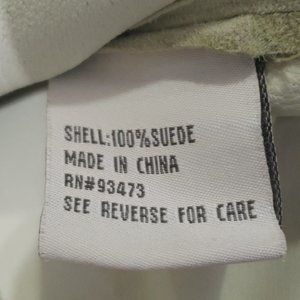 SHELL:100%SUEDE
MADE IN CHINA
RN#93473
SEE REVERSE FOR CARE